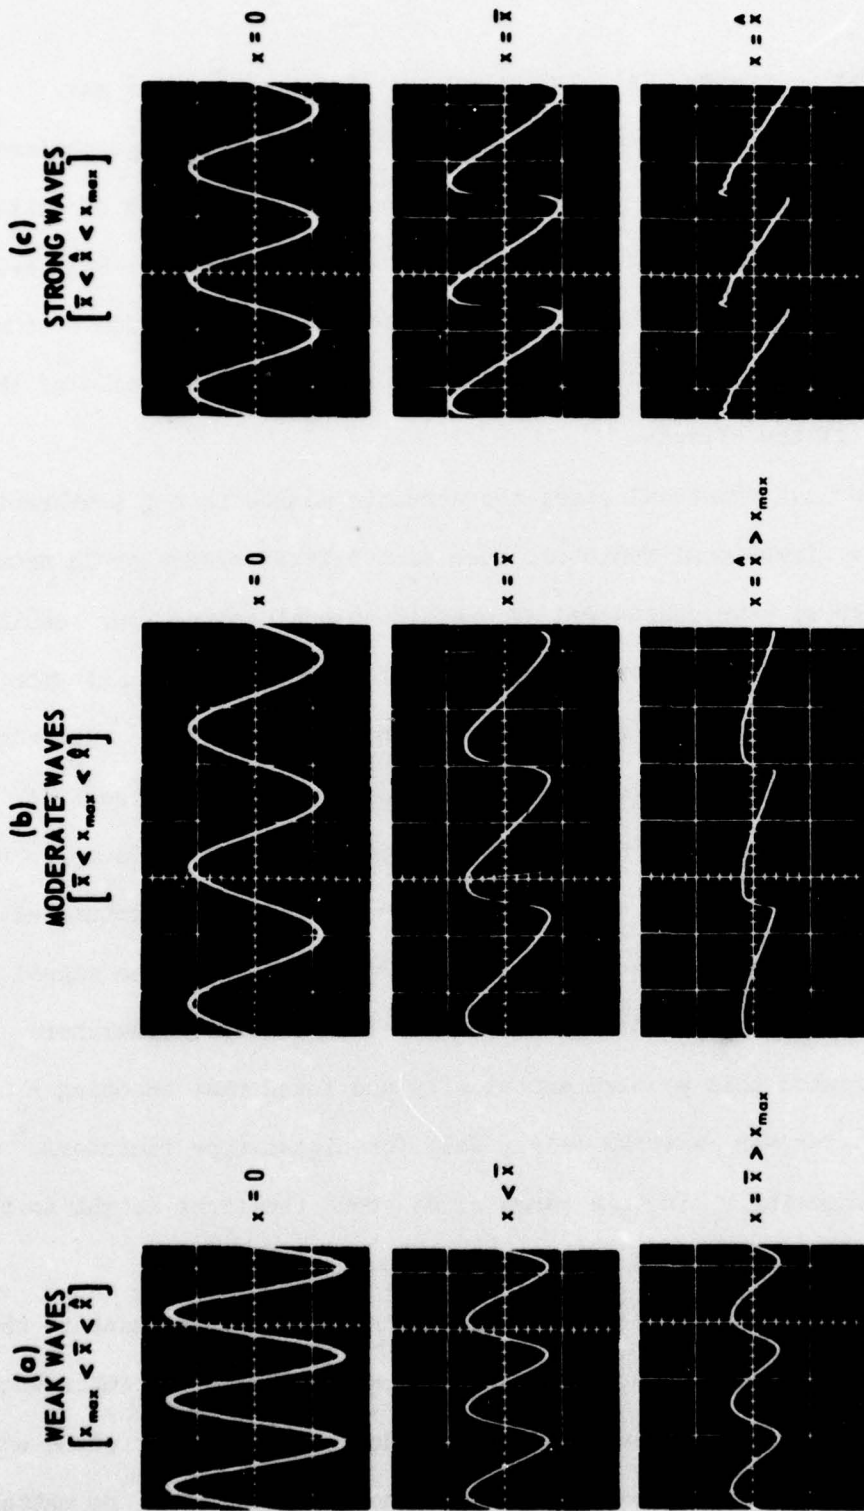 (a)
WEAK WAVES
[x_max < x̄ < x̂]
x = 0
x < x̄
x = x̄ > x_max
(b)
MODERATE WAVES
[x̄ < x_max < x̂]
x = 0
x = x̄
x = x̂ > x_max
(c)
STRONG WAVES
[x̄ < x̂ < x_max]
x = 0
x = x̄
x = x̂